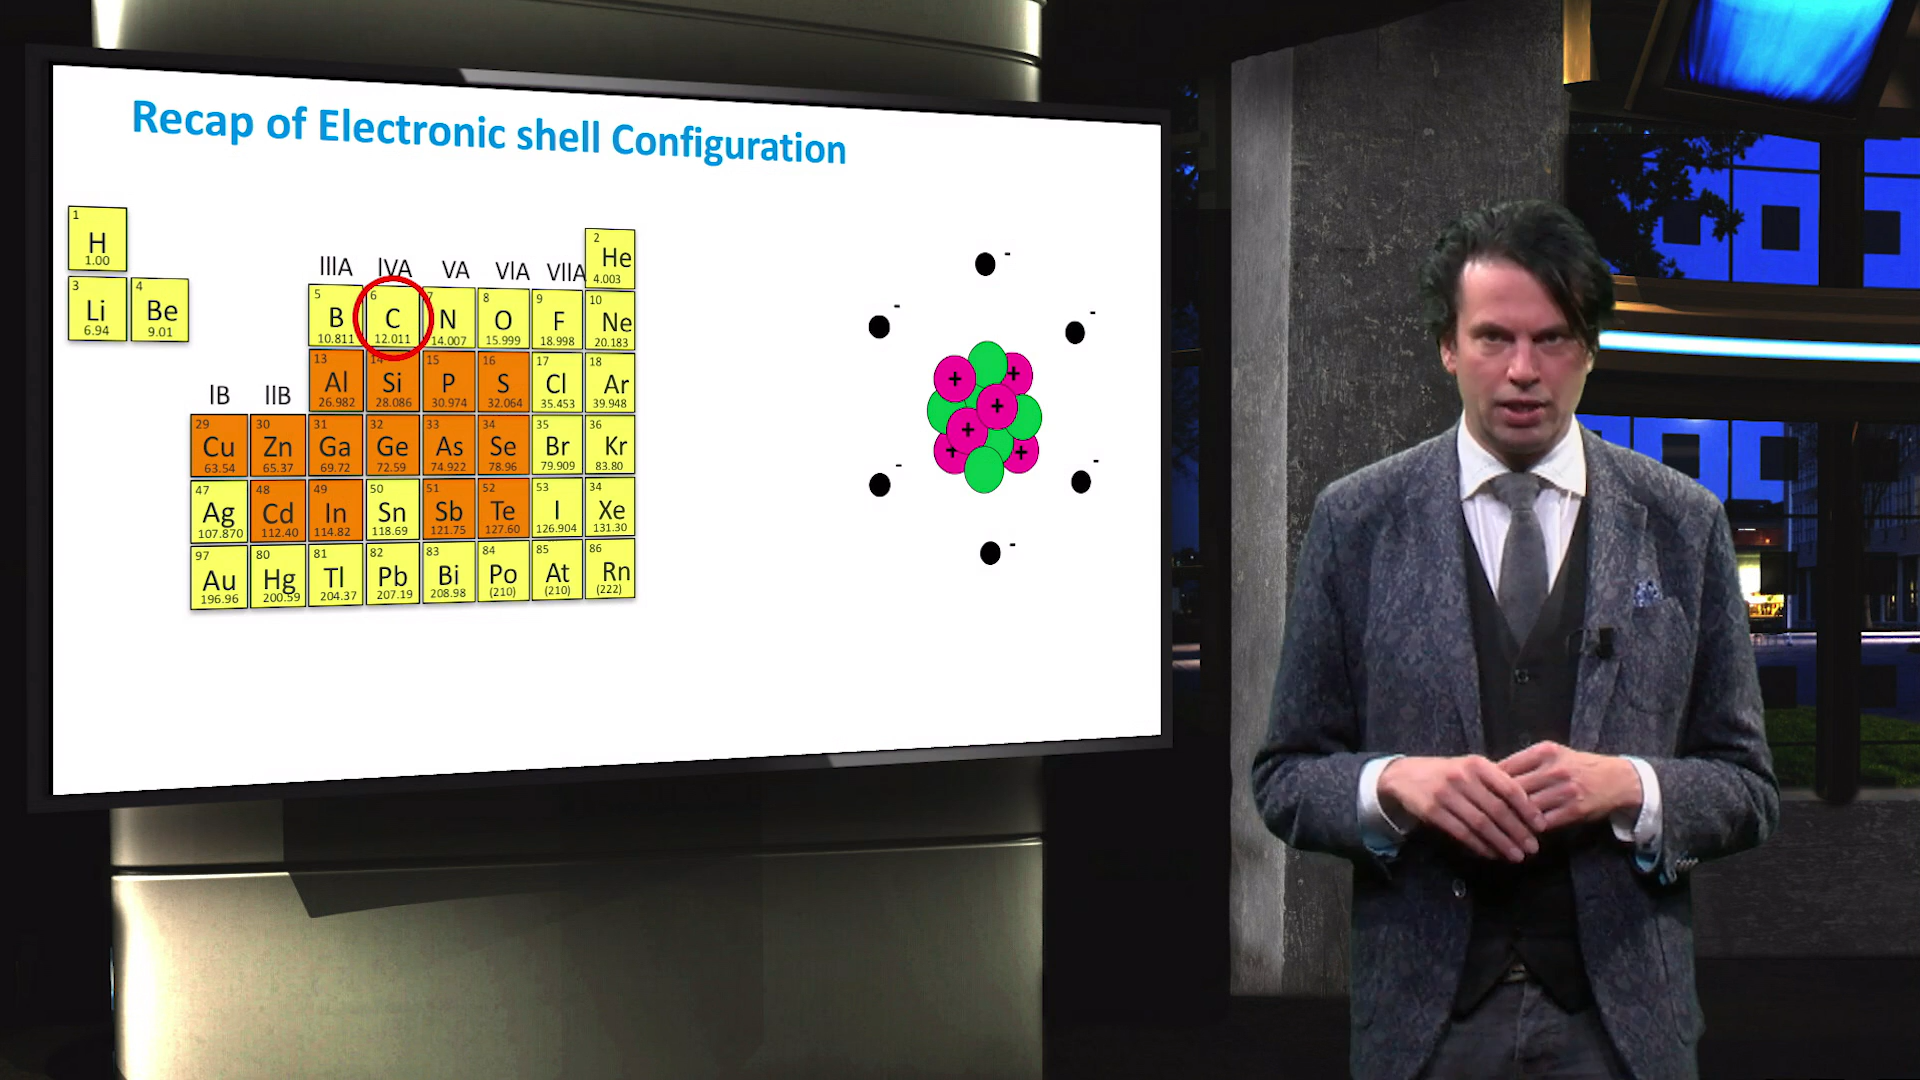 Recap of Electronic shell Configuration
1
H
1.00
2
He
4.003
IIIA IVA VA VIA VIIA
3
Li
6.94
4
Be
9.01
5
B
10.811
6
C
12.011
7
N
14.007
8
O
15.999
9
F
18.998
10
Ne
20.183
13
Al
26.982
14
Si
28.086
15
P
30.974
16
S
32.064
17
Cl
35.453
18
Ar
39.948
IB IIB
29
Cu
63.54
30
Zn
65.37
31
Ga
69.72
32
Ge
72.59
33
As
74.922
34
Se
78.96
35
Br
79.909
36
Kr
83.80
47
Ag
107.870
48
Cd
112.40
49
In
114.82
50
Sn
118.69
51
Sb
121.75
52
Te
127.60
53
I
126.904
34
Xe
131.30
97
Au
196.96
80
Hg
200.59
81
Tl
204.37
82
Pb
207.19
83
Bi
208.98
84
Po
(210)
85
At
(210)
86
Rn
(222)
-
- -
+ +
+
+
+ +
- -
-